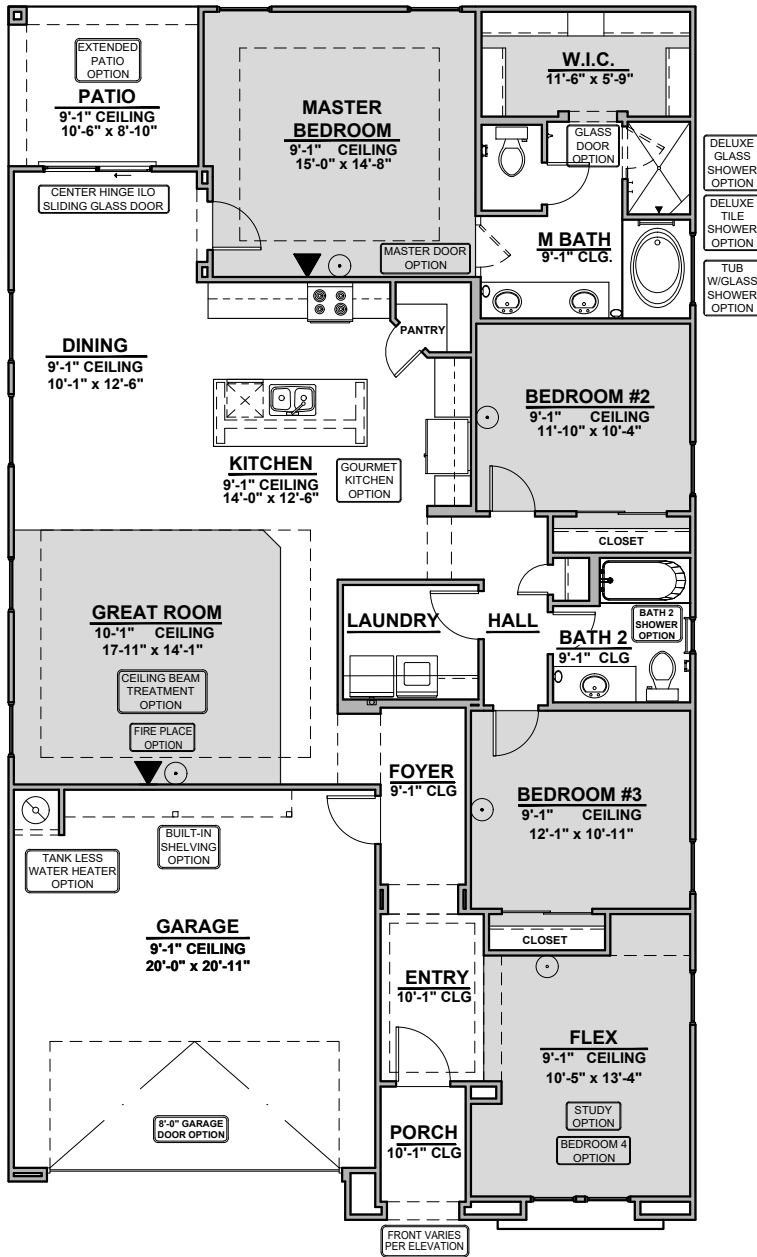 EXTENDED
PATIO
OPTION
PATIO
9'-1" CEILING
10'-6" x 8'-10"
CENTER HINGE ILO
SLIDING GLASS DOOR
MASTER
BEDROOM
9'-1" CEILING
15'-0" x 14'-8"
MASTER DOOR
OPTION
W.I.C.
11'-6" x 5'-9"
GLASS
DOOR
OPTION
M BATH
9'-1" CLG.
DELUXE
GLASS
SHOWER
OPTION
DELUXE
TILE
SHOWER
OPTION
TUB
W/GLASS
SHOWER
OPTION
DINING
9'-1" CEILING
10'-1" x 12'-6"
PANTRY
KITCHEN
9'-1" CEILING
14'-0" x 12'-6"
GOURMET
KITCHEN
OPTION
BEDROOM #2
9'-1" CEILING
11'-10" x 10'-4"
CLOSET
GREAT ROOM
10-'1" CEILING
17-11" x 14'-1"
CEILING BEAM
TREATMENT
OPTION
FIRE PLACE
OPTION
LAUNDRY
HALL
BATH 2
9'-1" CLG
BATH 2
SHOWER
OPTION
FOYER
9'-1" CLG
BEDROOM #3
9'-1" CEILING
12'-1" x 10'-11"
CLOSET
TANK LESS
WATER HEATER
OPTION
BUILT-IN
SHELVING
OPTION
GARAGE
9'-1" CEILING
20'-0" x 20'-11"
8'-0" GARAGE
DOOR OPTION
ENTRY
10'-1" CLG
FLEX
9'-1" CEILING
10'-5" x 13'-4"
STUDY
OPTION
BEDROOM 4
OPTION
PORCH
10'-1" CLG
FRONT VARIES
PER ELEVATION